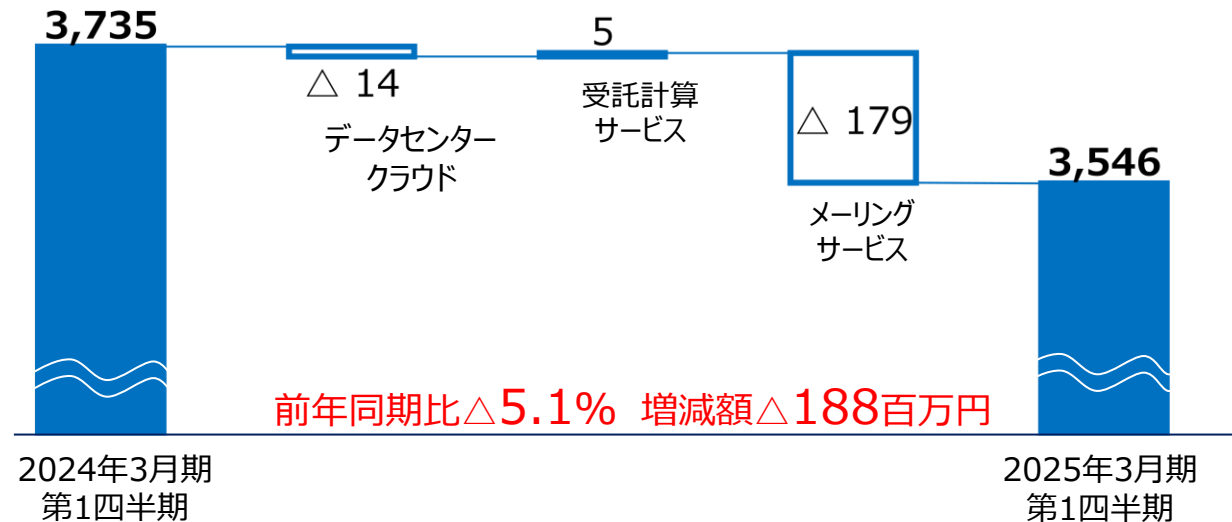 3,735
△ 14
データセンター
クラウド
5
受託計算
サービス
△ 179
メーリング
サービス
3,546
前年同期比△5.1% 増減額△188百万円
2024年3月期
第1四半期
2025年3月期
第1四半期